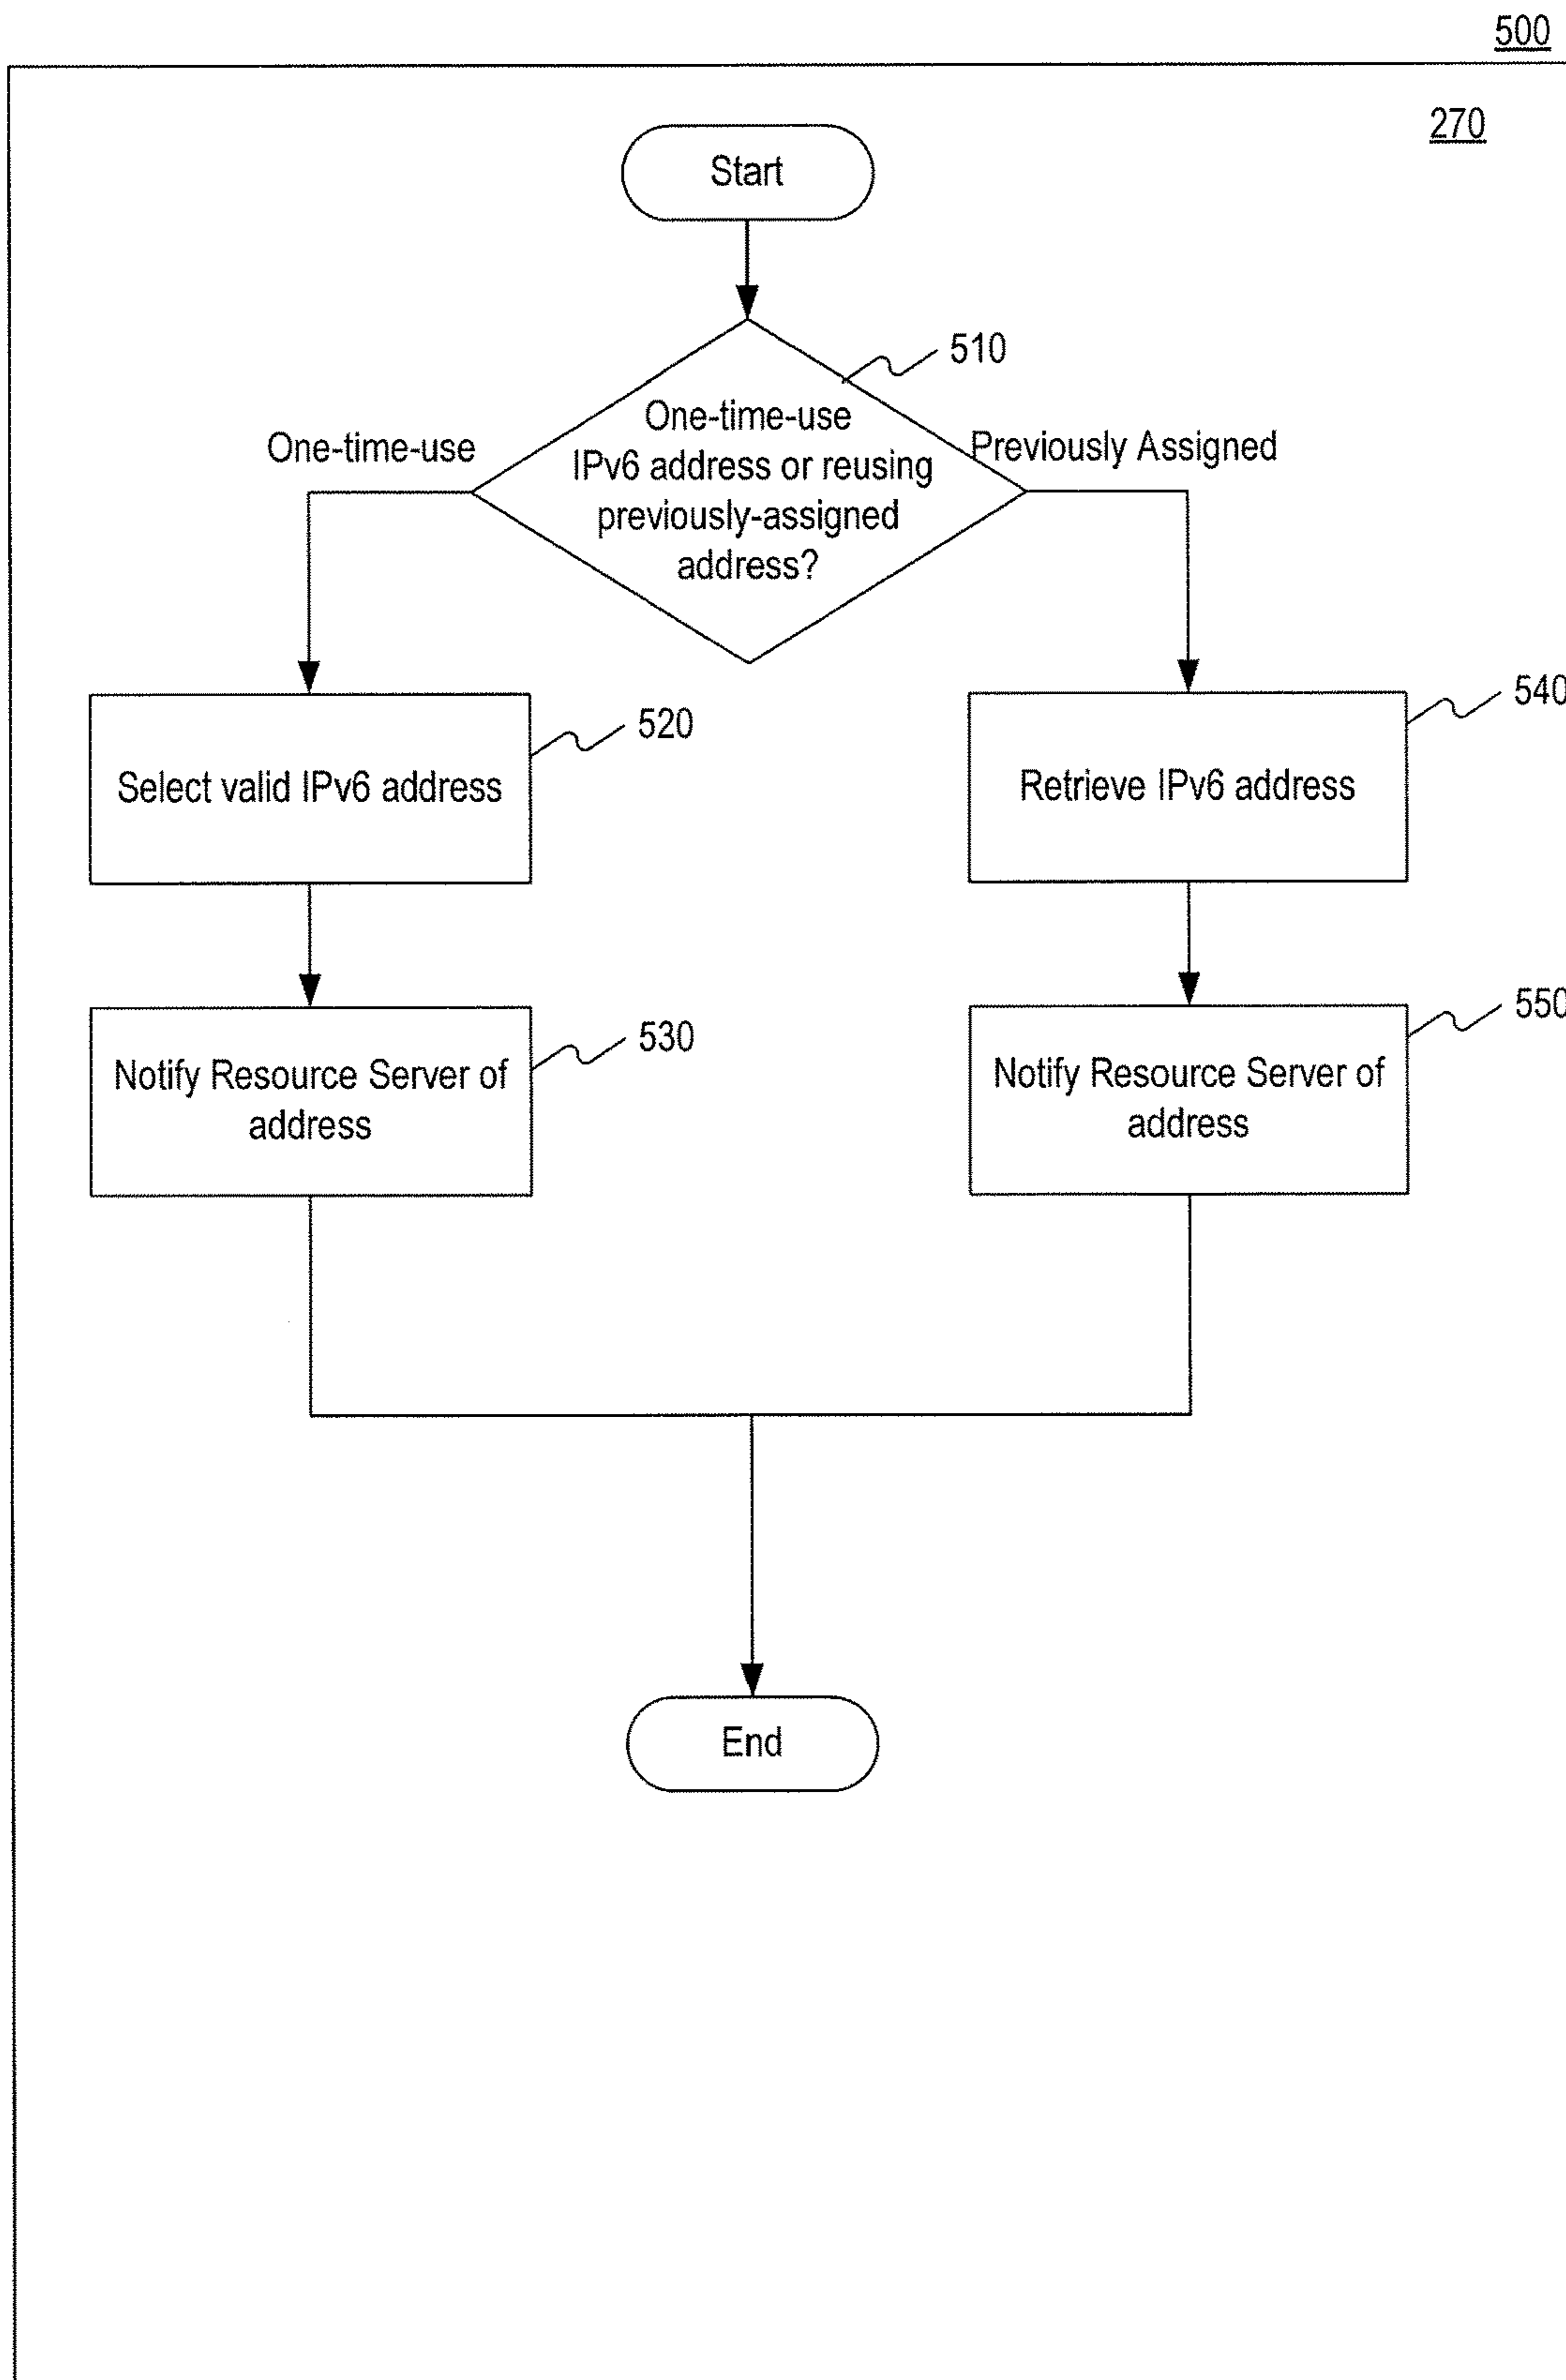 500
270
Start
510
One-time-use
IPv6 address or reusing
previously-assigned
address?
One-time-use
Previously Assigned
520
Select valid IPv6 address
540
Retrieve IPv6 address
530
Notify Resource Server of
address
550
Notify Resource Server of
address
End